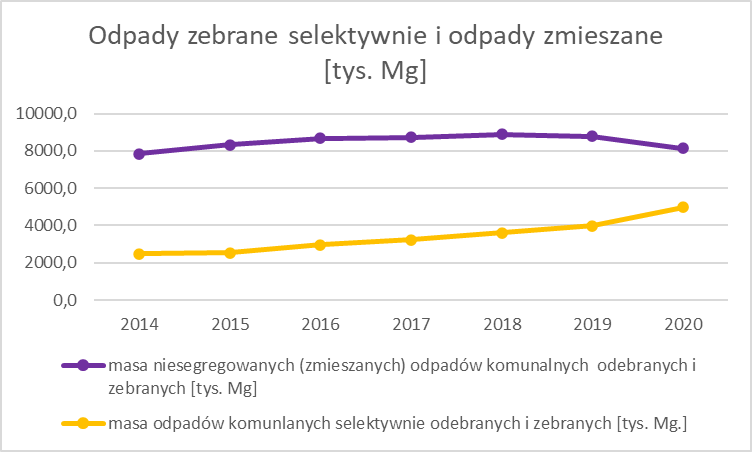 Odpady zebrane selektywnie i odpady zmieszane
[tys. Mg]
10000,0
8000,0
6000,0
4000,0
2000,0
0,0
2014 2015 2016 2017 2018 2019 2020
masa niesegregowanych (zmieszanych) odpadów komunalnych odebranych i
zebranych [tys. Mg]
masa odpadów komunlanych selektywnie odebranych i zebranych [tys. Mg.]